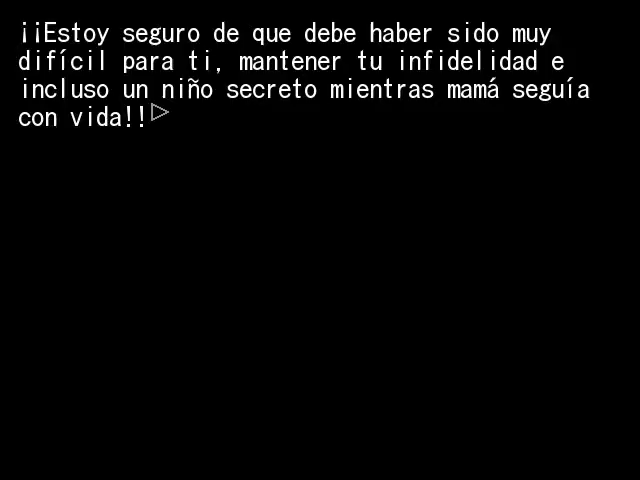 ¡¡Estoy seguro de que debe haber sido muy
difícil para ti, mantener tu infidelidad e
incluso un niño secreto mientras mamá seguía
con vida!!